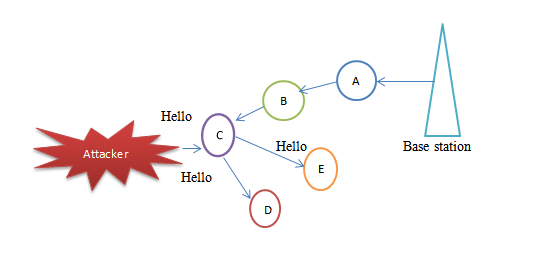 A
B
Hello
C
Hello
Base station
Attacker
E
Hello
D